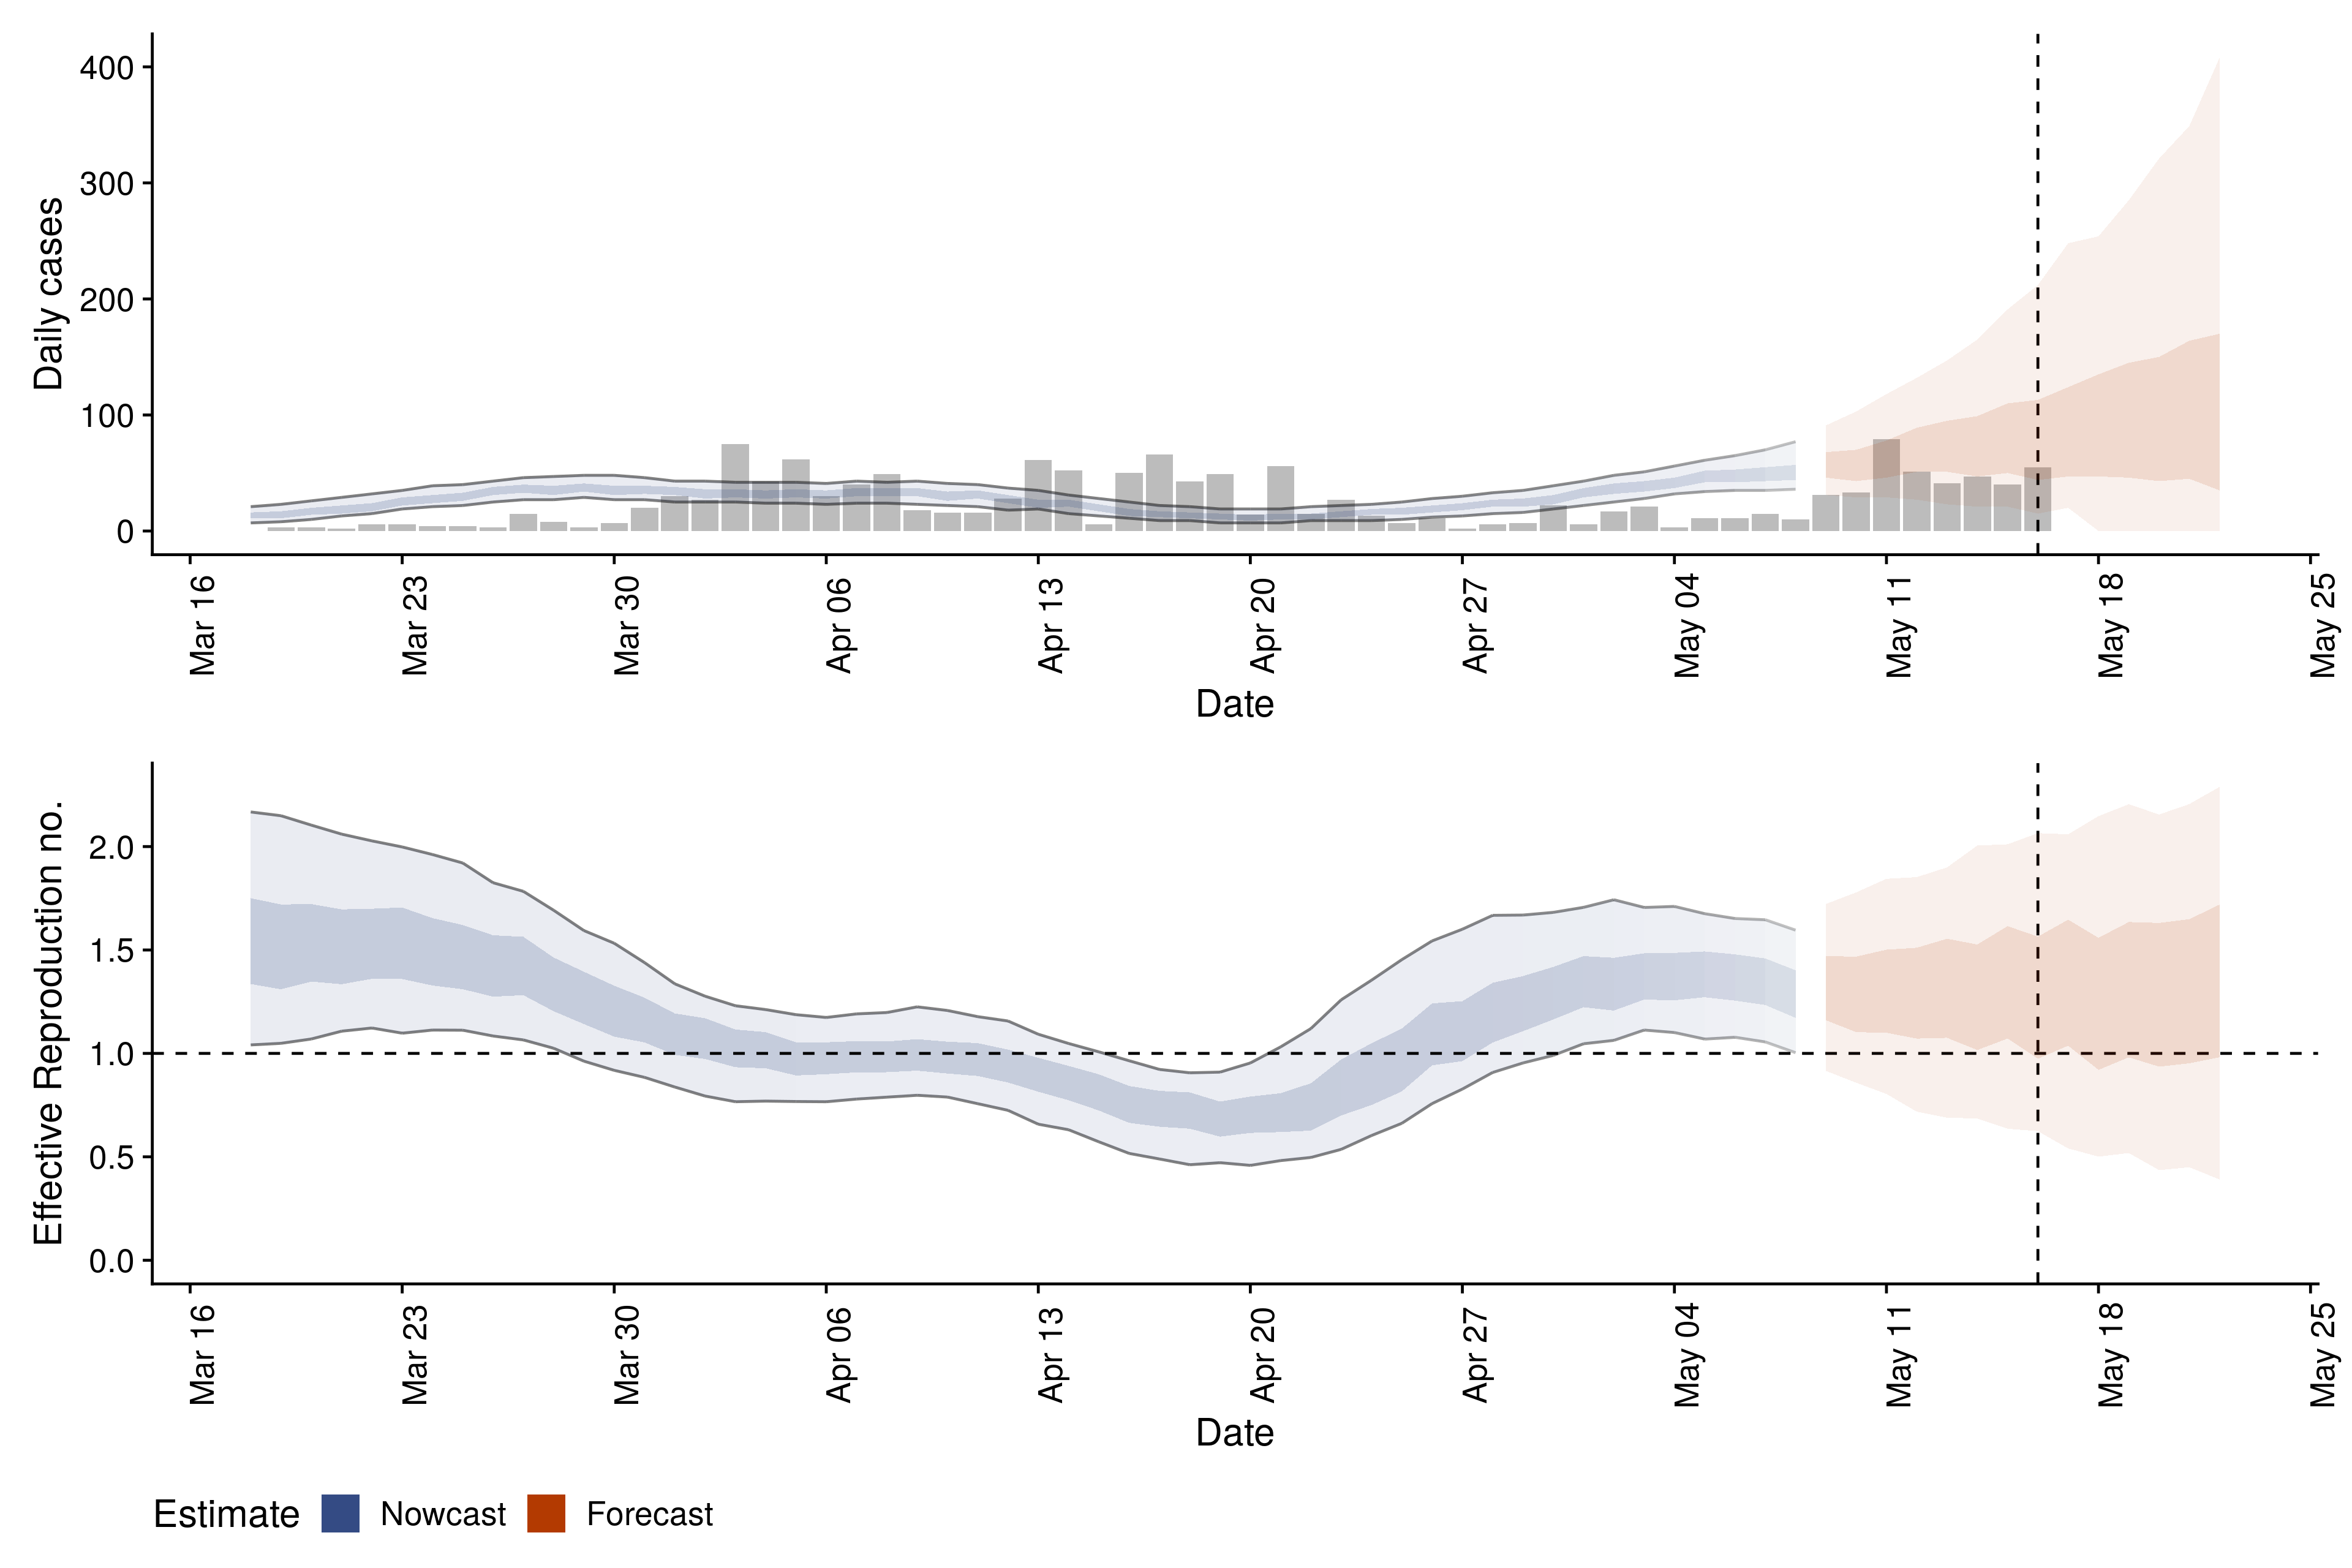 400
300
200
100
0
Daily cases
Mar 16
Mar 23
Mar 30
Apr 06
Apr 13
Apr 20
Apr 27
May 04
May 11
May 18
May 25
Date
2.0
1.5
1.0
0.5
0.0
Effective Reproduction no.
Mar 16
Mar 23
Mar 30
Apr 06
Apr 13
Apr 20
Apr 27
May 04
May 11
May 18
May 25
Date
Estimate Nowcast Forecast